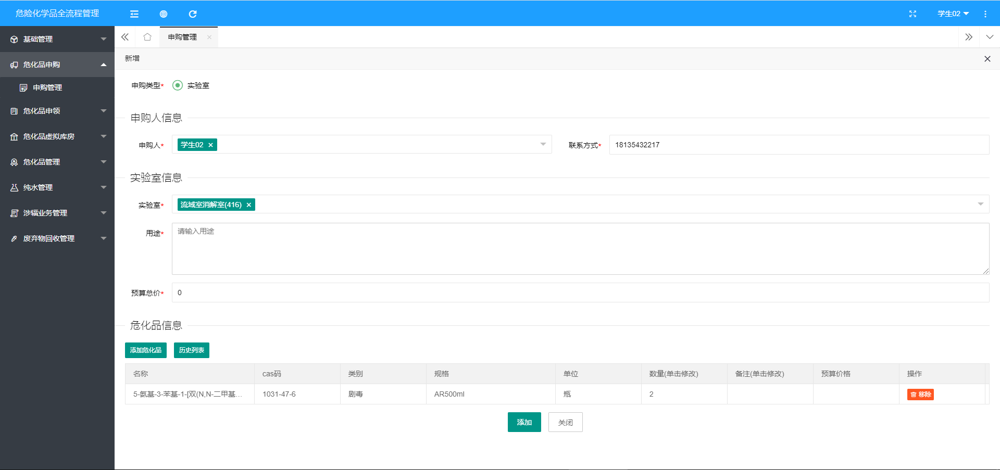 危险化学品全流程管理
学生02
基础管理
危化品申购
申购管理
危化品申领
危化品虚拟库房
危化品管理
纯水管理
涉辐业务管理
废弃物回收管理
申购管理
新增
申购类型* 实验室
申购人信息
申购人* 学生02 联系方式* 18135432217
实验室信息
实验室* 流域室消解室(416)
用途* 请输入用途
预算总价* 0
危化品信息
添加危化品 历史列表
名称 cas码 类别 规格 单位 数量(单击修改) 备注(单击修改) 预算价格 操作
5-氨基-3-苯基-1-[双(N,N-二甲基... 1031-47-6 剧毒 AR500ml 瓶 2 移除
添加 关闭